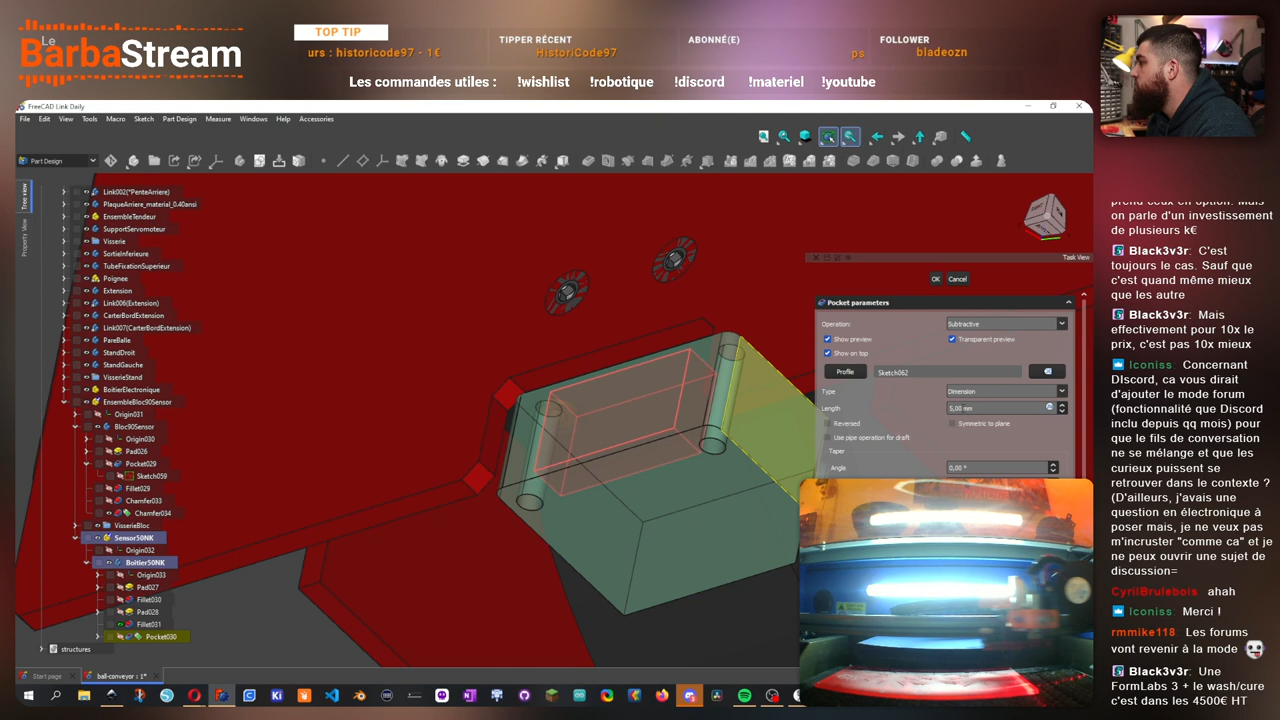 Le
BarbaStream
TOP TIP
urs : historicode97 - 1€
TIPPER RÉCENT
HistoriCode97
ABONNÉ(E)
ps
FOLLOWER
bladeozn
Les commandes utiles : !wishlist !robotique !discord !materiel !youtube
FreeCAD Link Daily
File Edit View Tools Macro Sketch Part Design Measure Windows Help Accessories
Part Design
Tree view
Property View
Link002(*PenteArriere)
PlaqueArriere_material_0.40ansi
EnsembleTendeur
SupportServomoteur
Visserie
SortieInferieure
TubeFixationSuperieur
Poignee
Extension
Link006(Extension)
CarterBordExtension
Link007(CarterBordExtension)
PareBalle
StandDroit
StandGauche
VisserieStand
BoitierElectronique
EnsembleBloc90Sensor
Origin031
Bloc90Sensor
Origin030
Pad026
Pocket029
Sketch059
Fillet029
Chamfer033
Chamfer034
VisserieBloc
Sensor50NK
Origin032
Boitier50NK
Origin033
Pad027
Fillet030
Pad028
Fillet031
Pocket030
structures
Task View
OK Cancel
Pocket parameters
Operation: Subtractive
Show preview Transparent preview
Show on top
Profile Sketch062
Type Dimension
Length 5,00 mm
Reversed Symmetric to plane
Use pipe operation for draft
Taper
Angle 0,00 °
Start page
ball-conveyor : 1*
prend ceux en option. Mais
on parle d'un investissement
de plusieurs k€
Black3v3r: C'est
toujours le cas. Sauf que
c'est quand même mieux
que les autre
Black3v3r: Mais
effectivement pour 10x le
prix, c'est pas 10x mieux
Iconiss: Concernant
DIscord, ca vous dirait
d'ajouter le mode forum
(fonctionnalité que Discord
inclu depuis qq mois) pour
que le fils de conversation
ne se mélange et que les
curieux puissent se
retrouver dans le contexte ?
(D'ailleurs, j'avais une
question en électronique à
poser mais, je ne veux pas
m'incruster "comme ca" et je
ne peux ouvrir une sujet de
discussion=
CyrilBrulebois: ahah
Iconiss: Merci !
rmmike118: Les forums
vont revenir à la mode
Black3v3r: Une
FormLabs 3 + le wash/cure
c'est dans les 4500€ HT